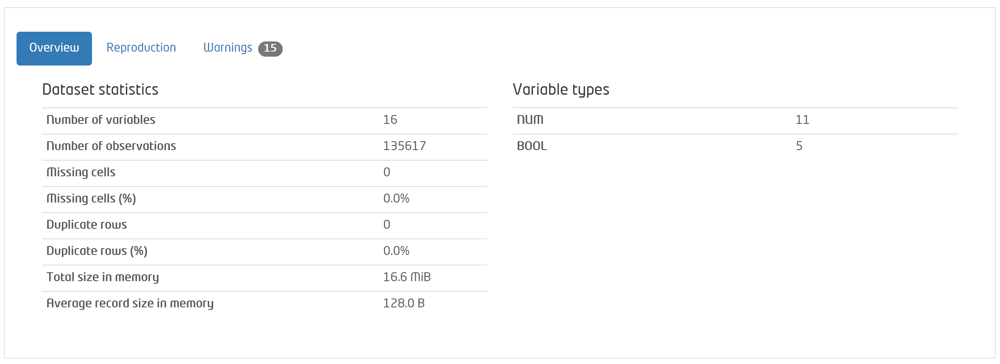 Overview Reproduction Warnings 15
Dataset statistics
Number of variables 16
Number of observations 135617
Missing cells 0
Missing cells (%) 0.0%
Duplicate rows 0
Duplicate rows (%) 0.0%
Total size in memory 16.6 MiB
Average record size in memory 128.0 B
Variable types
NUM 11
BOOL 5